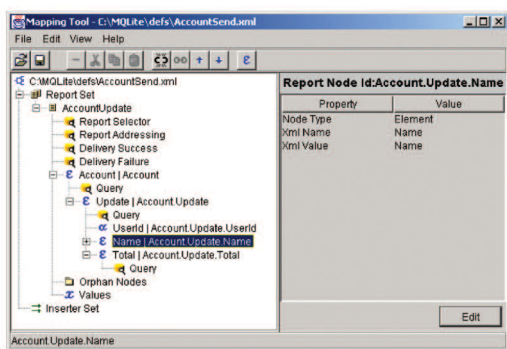 Mapping Tool - C:\MQLite\defs\AccountSend.xml
File Edit View Help
C:\MQLite\defs\AccountSend.xml
Report Set
AccountUpdate
Report Selector
Report Addressing
Delivery Success
Delivery Failure
ε Account | Account
Query
ε Update | Account.Update
Query
α UserId | Account.Update.UserId
ε Name | Account.Update.Name
ε Total | Account.Update.Total
Query
Orphan Nodes
x Values
Inserter Set
Report Node Id:Account.Update.Name
Property Value
Node Type Element
Xml Name Name
Xml Value Name
Edit
Account.Update.Name